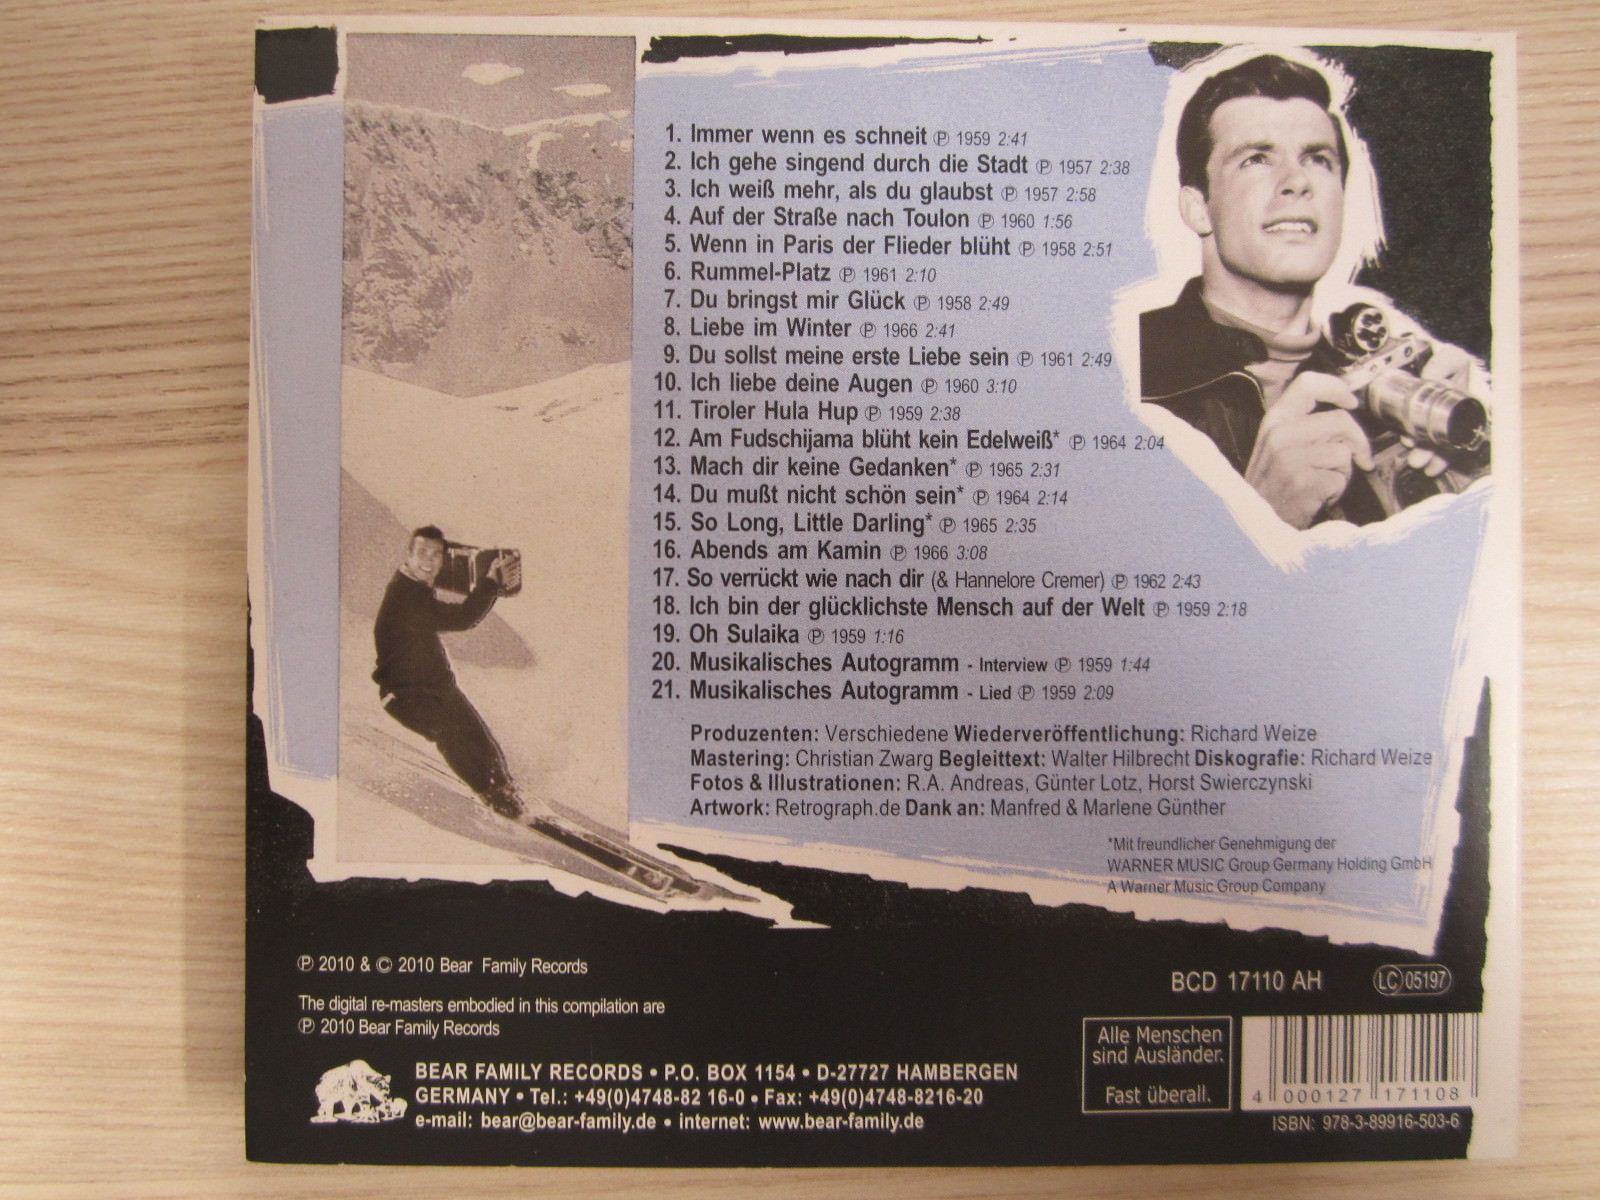 1. Immer wenn es schneit ℗ 1959 2:41
2. Ich gehe singend durch die Stadt ℗ 1957 2:38
3. Ich weiß mehr, als du glaubst ℗ 1957 2:58
4. Auf der Straße nach Toulon ℗ 1960 1:56
5. Wenn in Paris der Flieder blüht ℗ 1958 2:51
6. Rummel-Platz ℗ 1961 2:10
7. Du bringst mir Glück ℗ 1958 2:49
8. Liebe im Winter ℗ 1966 2:41
9. Du sollst meine erste Liebe sein ℗ 1961 2:49
10. Ich liebe deine Augen ℗ 1960 3:10
11. Tiroler Hula Hup ℗ 1959 2:38
12. Am Fudschijama blüht kein Edelweiß* ℗ 1964 2:04
13. Mach dir keine Gedanken* ℗ 1965 2:31
14. Du mußt nicht schön sein* ℗ 1964 2:14
15. So Long, Little Darling* ℗ 1965 2:35
16. Abends am Kamin ℗ 1966 3:08
17. So verrückt wie nach dir (& Hannelore Cremer) ℗ 1962 2:43
18. Ich bin der glücklichste Mensch auf der Welt ℗ 1959 2:18
19. Oh Sulaika ℗ 1959 1:16
20. Musikalisches Autogramm - Interview ℗ 1959 1:44
21. Musikalisches Autogramm - Lied ℗ 1959 2:09
Produzenten: Verschiedene Wiederveröffentlichung: Richard Weize
Mastering: Christian Zwarg Begleittext: Walter Hilbrecht Diskografie: Richard Weize
Fotos & Illustrationen: R.A. Andreas, Günter Lotz, Horst Swierczynski
Artwork: Retrograph.de Dank an: Manfred & Marlene Günther
*Mit freundlicher Genehmigung der
WARNER MUSIC Group Germany Holding GmbH
A Warner Music Group Company
℗ 2010 & © 2010 Bear Family Records
The digital re-masters embodied in this compilation are
℗ 2010 Bear Family Records
BEAR FAMILY RECORDS • P.O. BOX 1154 • D-27727 HAMBERGEN
GERMANY • Tel.: +49(0)4748-82 16-0 • Fax: +49(0)4748-8216-20
e-mail: bear@bear-family.de • internet: www.bear-family.de
BCD 17110 AH
LC 05197
Alle Menschen
sind Ausländer.
Fast überall.
4 000127 171108
ISBN: 978-3-89916-503-6